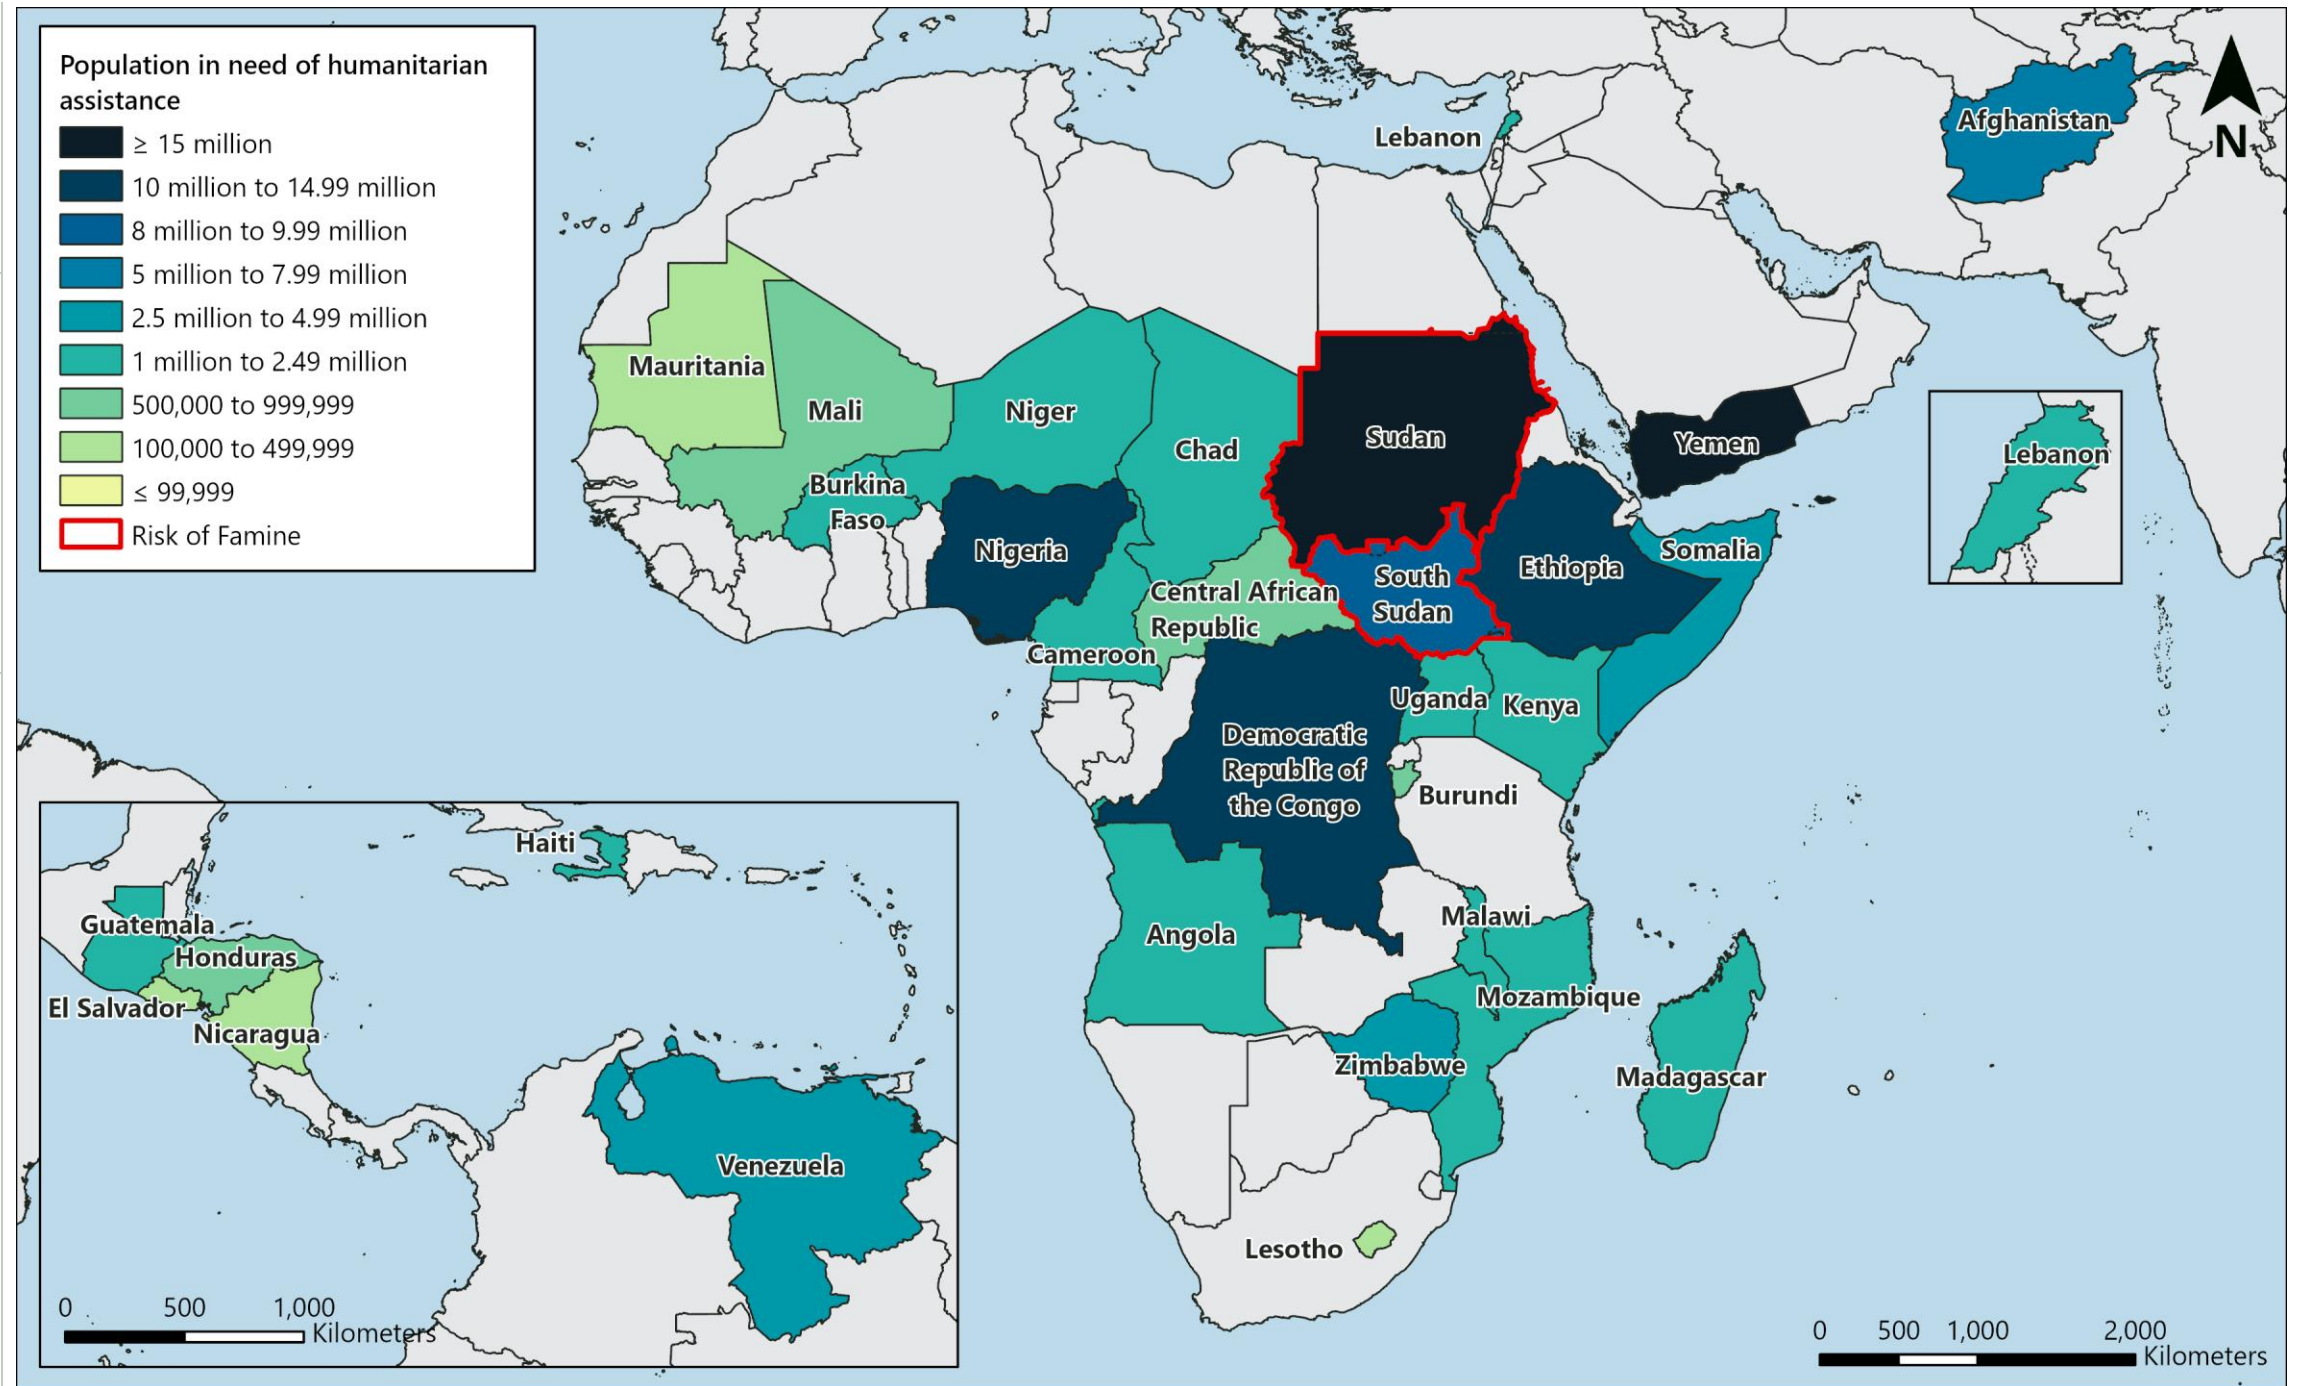 Population in need of humanitarian
assistance
≥ 15 million
10 million to 14.99 million
8 million to 9.99 million
5 million to 7.99 million
2.5 million to 4.99 million
1 million to 2.49 million
500,000 to 999,999
100,000 to 499,999
≤ 99,999
Risk of Famine
Lebanon
Afghanistan
N
Mauritania
Mali
Niger
Chad
Sudan
Yemen
Lebanon
Burkina
Faso
Nigeria
Central African
Republic
South
Sudan
Ethiopia
Somalia
Cameroon
Uganda
Kenya
Democratic
Republic of
the Congo
Burundi
Angola
Malawi
Mozambique
Zimbabwe
Madagascar
Lesotho
Haiti
Guatemala
Honduras
El Salvador
Nicaragua
Venezuela
0 500 1,000
Kilometers
0 500 1,000 2,000
Kilometers